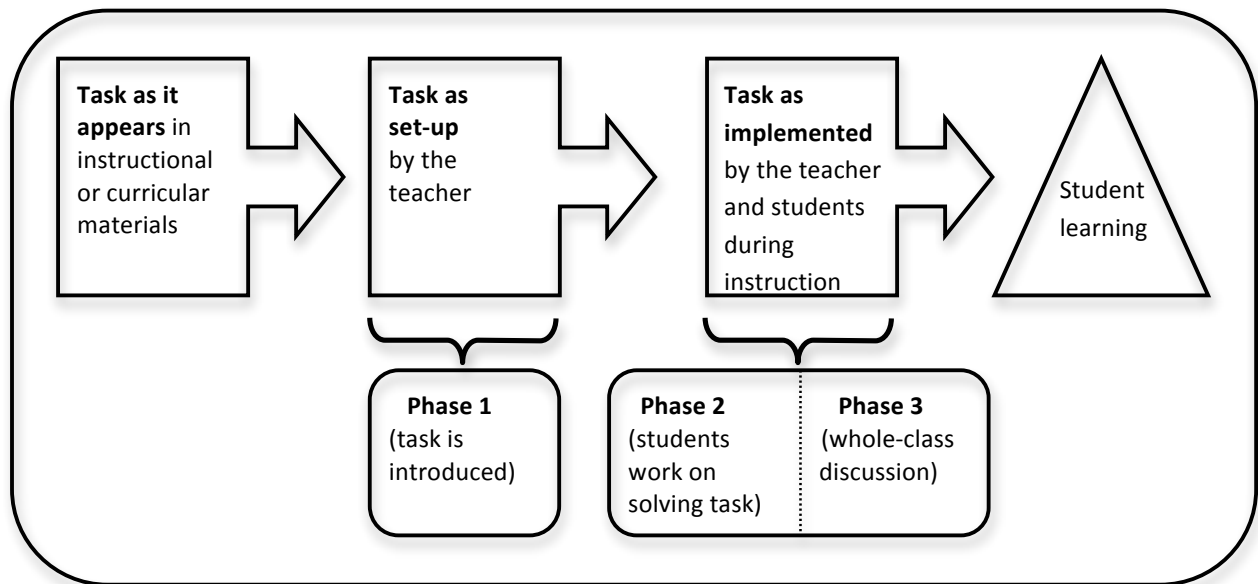 Task as it
appears in
instructional
or curricular
materials
Task as
set-up
by the
teacher
Task as
implemented
by the teacher
and students
during
instruction
Student
learning
Phase 1
(task is
introduced)
Phase 2
(students
work on
solving task)
Phase 3
(whole-class
discussion)